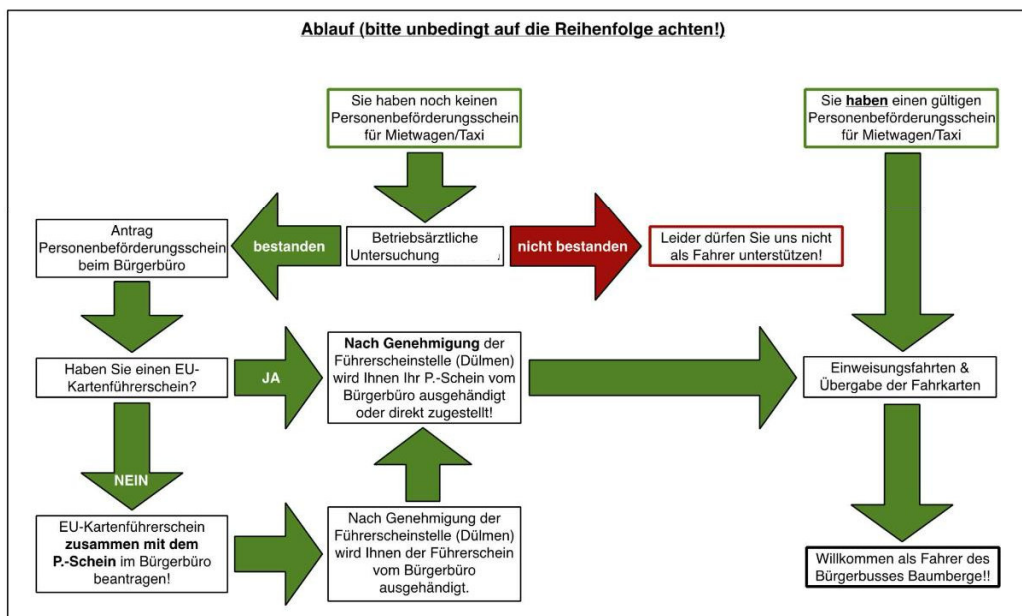 Ablauf (bitte unbedingt auf die Reihenfolge achten!)
Sie haben noch keinen
Personenbeförderungsschein
für Mietwagen/Taxi
Sie haben einen gültigen
Personenbeförderungsschein
für Mietwagen/Taxi
Antrag
Personenbeförderungsschein
beim Bürgerbüro
bestanden
Betriebsärztliche
Untersuchung
nicht bestanden
Leider dürfen Sie uns nicht
als Fahrer unterstützen!
Haben Sie einen EU-
Kartenführerschein?
JA
Nach Genehmigung der
Führerscheinstelle (Dülmen)
wird Ihnen Ihr P.-Schein vom
Bürgerbüro ausgehändigt
oder direkt zugestellt!
Einweisungsfahrten &
Übergabe der Fahrkarten
NEIN
EU-Kartenführerschein
zusammen mit dem
P.-Schein im Bürgerbüro
beantragen!
Nach Genehmigung der
Führerscheinstelle (Dülmen)
wird Ihnen der Führerschein
vom Bürgerbüro
ausgehändigt.
Willkommen als Fahrer des
Bürgerbusses Baumberge!!